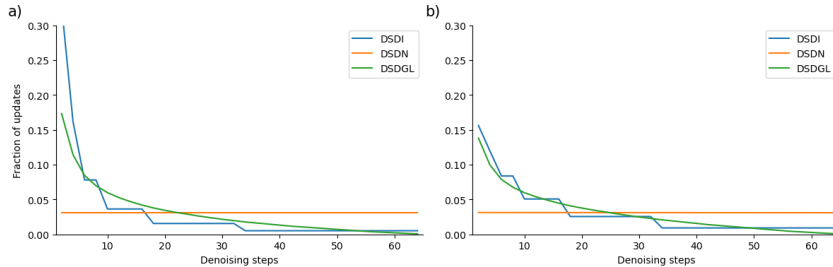 a)
0.30
0.25
0.20
0.15
0.10
0.05
0.00
Fraction of updates
10 20 30 40 50 60
Denoising steps
DSDI
DSDN
DSDGL
b)
0.30
0.25
0.20
0.15
0.10
0.05
0.00
10 20 30 40 50 60
Denoising steps
DSDI
DSDN
DSDGL